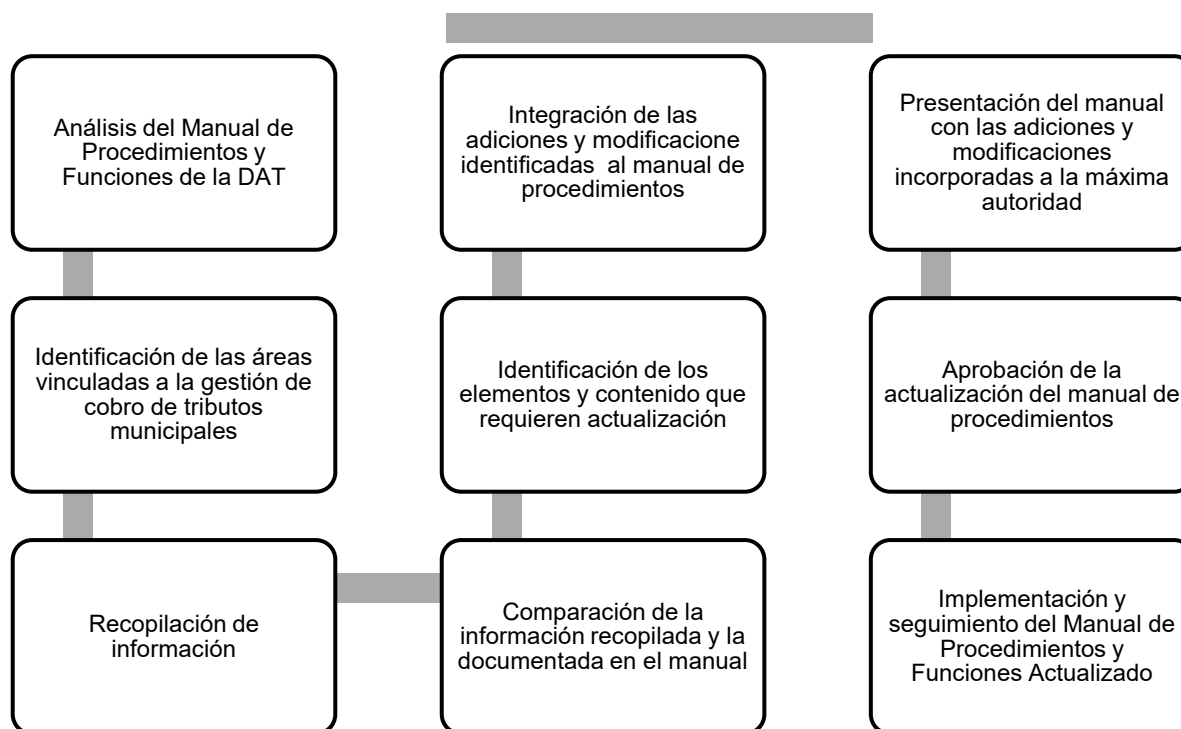 Análisis del Manual de
Procedimientos y
Funciones de la DAT
Identificación de las áreas
vinculadas a la gestión de
cobro de tributos
municipales
Recopilación de
información
Comparación de la
información recopilada y la
documentada en el manual
Identificación de los
elementos y contenido que
requieren actualización
Integración de las
adiciones y modificacione
identificadas al manual de
procedimientos
Presentación del manual
con las adiciones y
modificaciones
incorporadas a la máxima
autoridad
Aprobación de la
actualización del manual de
procedimientos
Implementación y
seguimiento del Manual de
Procedimientos y
Funciones Actualizado